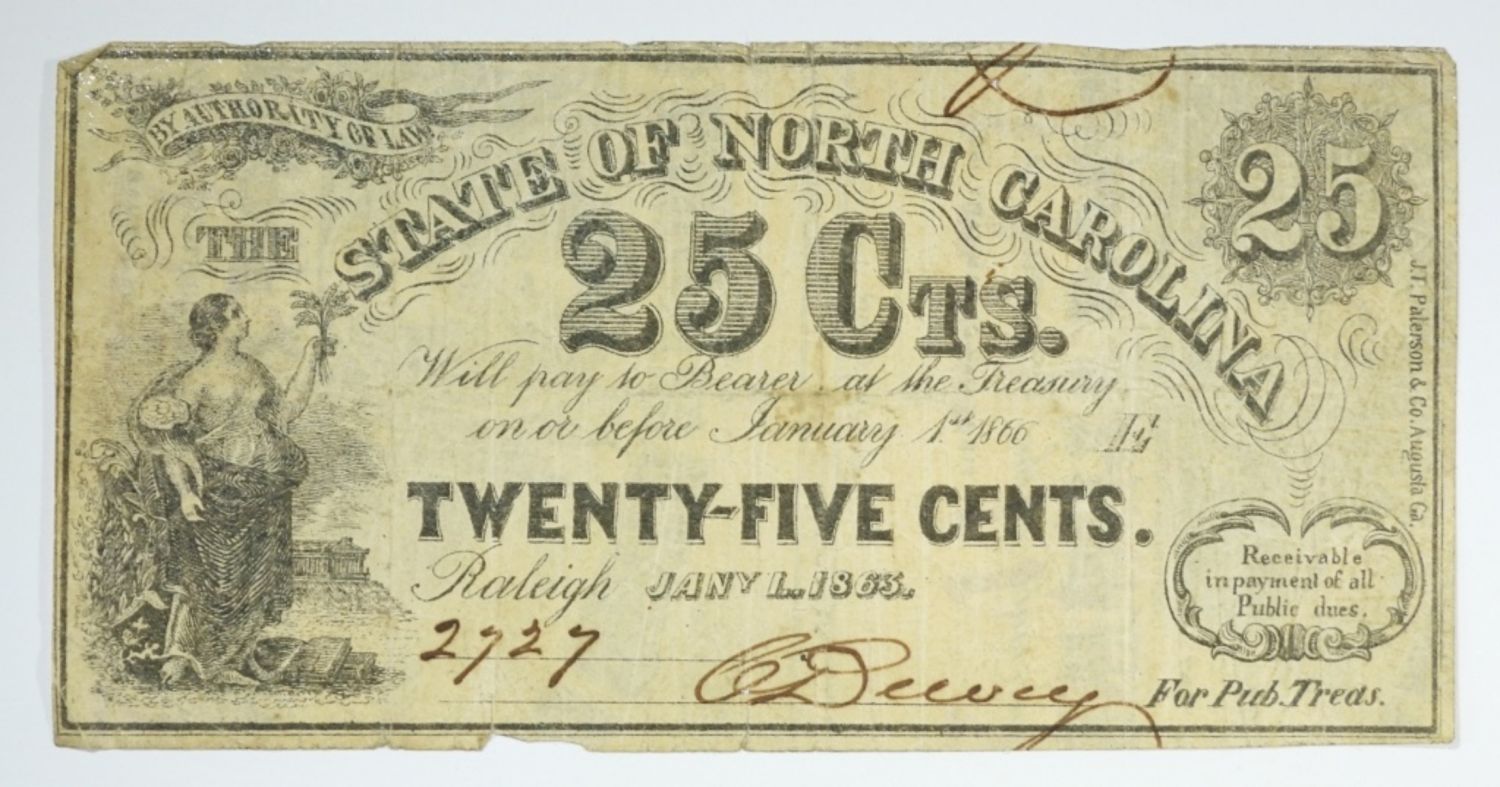 BY AUTHORITY OF LAW
THE
STATE OF NORTH CAROLINA
25
25 CTS.
Will pay to Bearer at the Treasury
on or before January 1st 1866
E
TWENTY-FIVE CENTS.
Raleigh JANY 1. 1863.
2727
C Dewey
For Pub. Treas.
Receivable
in payment of all
Public dues.
J.T. Paterson & Co. Augusta Ga.